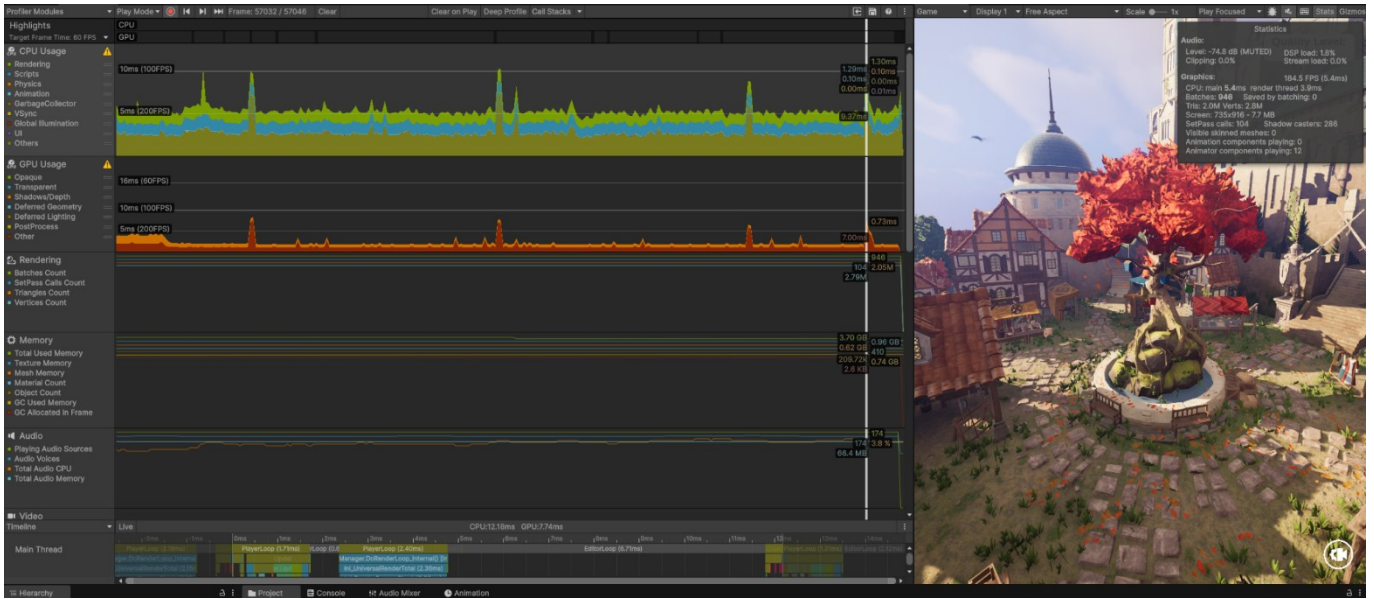 Profiler Modules Play Mode Frame: 57032 / 57046 Clear Clear on Play Deep Profile Call Stacks
Game Display 1 Free Aspect Scale 1x Play Focused Stats Gizmos
Highlights
CPU
Target Frame Time: 60 FPS
GPU
CPU Usage
Rendering
Scripts
Physics
Animation
GarbageCollector
VSync
Global Illumination
UI
Others
10ms (100FPS)
5ms (200FPS)
1.29ms
1.30ms
0.10ms
0.10ms
0.00ms
0.00ms
0.01ms
9.37ms
GPU Usage
Opaque
Transparent
Shadows/Depth
Deferred Geometry
Deferred Lighting
PostProcess
Other
16ms (60FPS)
10ms (100FPS)
5ms (200FPS)
0.73ms
7.00ms
Rendering
Batches Count
SetPass Calls Count
Triangles Count
Vertices Count
946
104
2.05M
2.79M
Memory
Total Used Memory
Texture Memory
Mesh Memory
Material Count
Object Count
GC Used Memory
GC Allocated In Frame
3.70 GB
0.96 GB
0.62 GB
410
209.72K
0.74 GB
2.6 KB
Audio
Playing Audio Sources
Audio Voices
Total Audio CPU
Total Audio Memory
174
174
3.8 %
66.4 MB
Video
Timeline Live CPU:12.18ms GPU:7.74ms
Main Thread
0ms
PlayerLoop (1.71ms)
PlayerLoop (2.40ms)
EditorLoop (6.71ms)
Manager.DoRenderLoop_Internal()
Inl_UniversalRenderTotal (2.30ms)
Hierarchy Project Console Audio Mixer Animation
Statistics
Audio:
Level: -74.8 dB (MUTED) DSP load: 1.8%
Clipping: 0.0% Stream load: 0.0%
Graphics: 184.5 FPS (5.4ms)
CPU: main 5.4ms render thread 3.9ms
Batches: 946 Saved by batching: 0
Tris: 2.0M Verts: 2.8M
Screen: 735x916 - 7.7 MB
SetPass calls: 104 Shadow casters: 286
Visible skinned meshes: 0
Animation components playing: 0
Animator components playing: 12